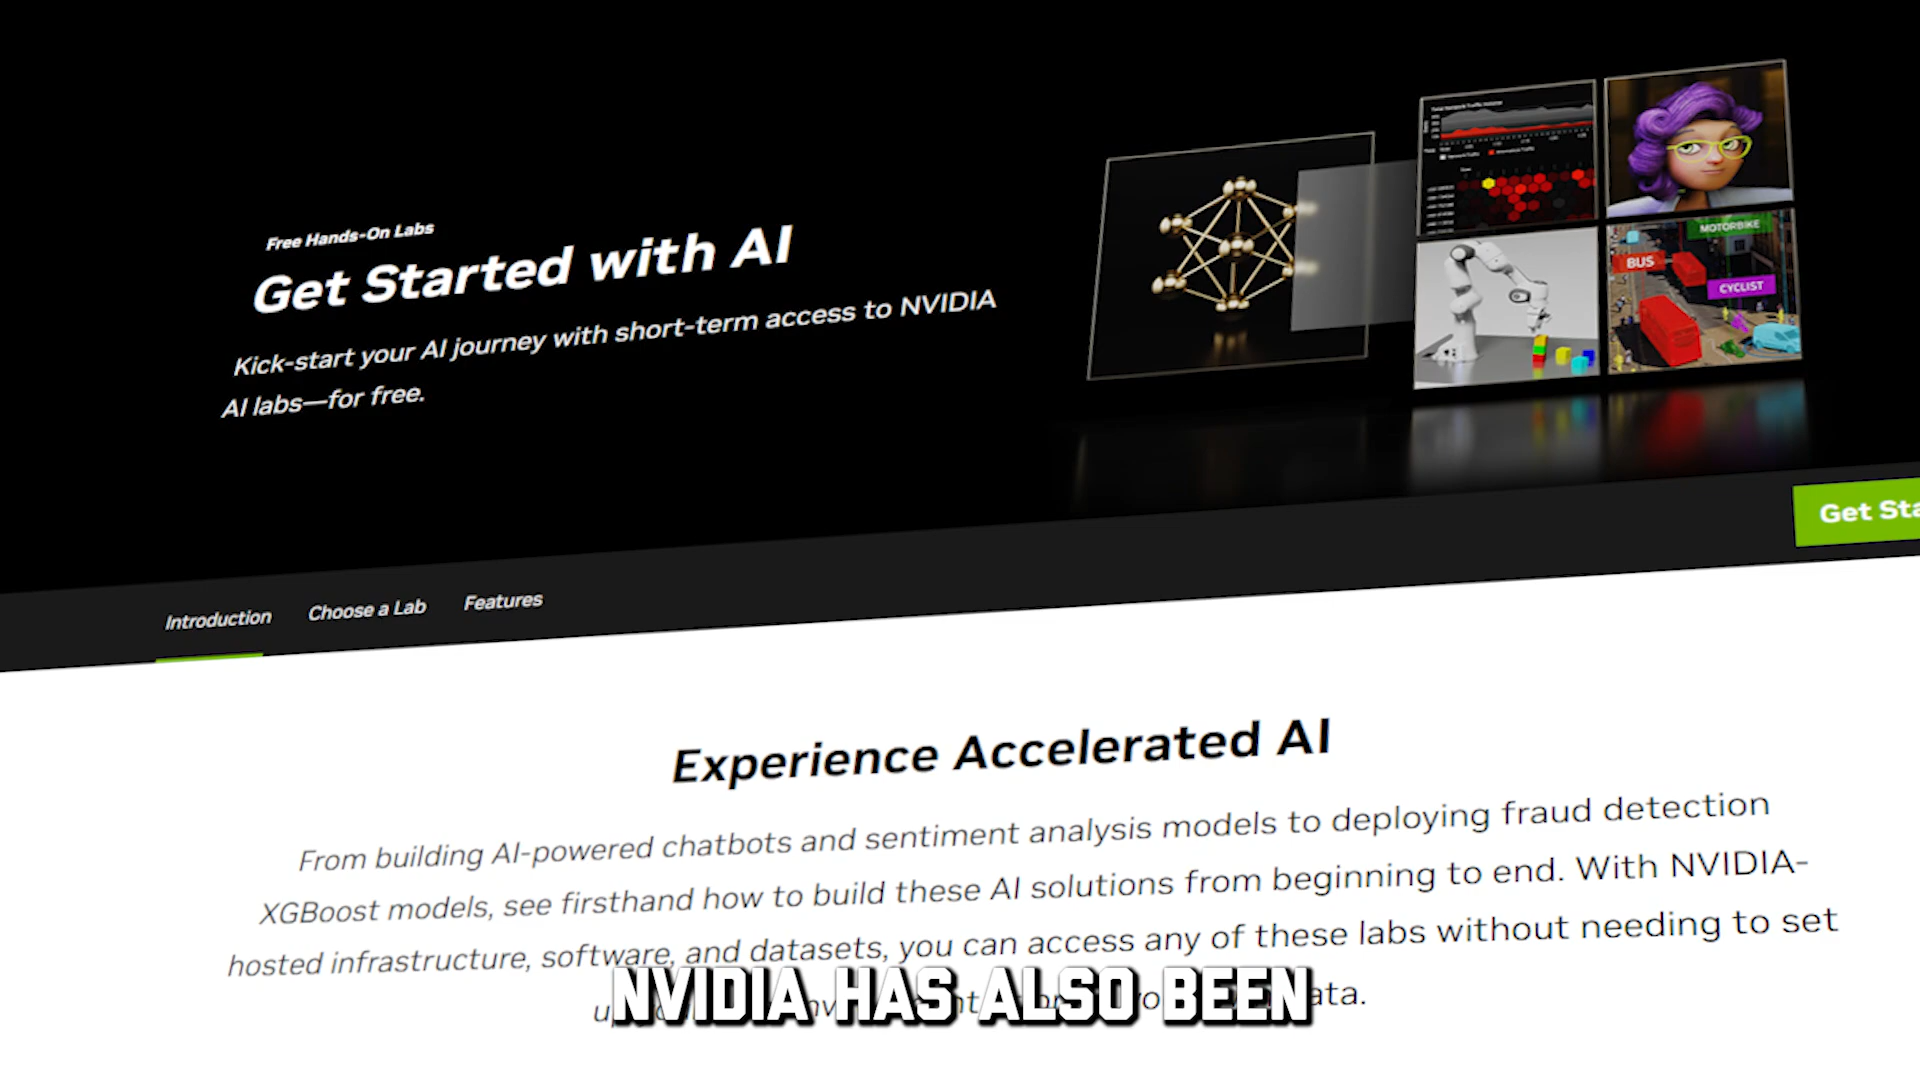 Free Hands-On Labs
Get Started with AI
Kick-start your AI journey with short-term access to NVIDIA
AI labs—for free.
MOTORBIKE
BUS
CYCLIST
Get Sta
Introduction
Choose a Lab
Features
Experience Accelerated AI
From building AI-powered chatbots and sentiment analysis models to deploying fraud detection
XGBoost models, see firsthand how to build these AI solutions from beginning to end. With NVIDIA-
hosted infrastructure, software, and datasets, you can access any of these labs without needing to set
ata.
NVIDIA HAS ALSO BEEN